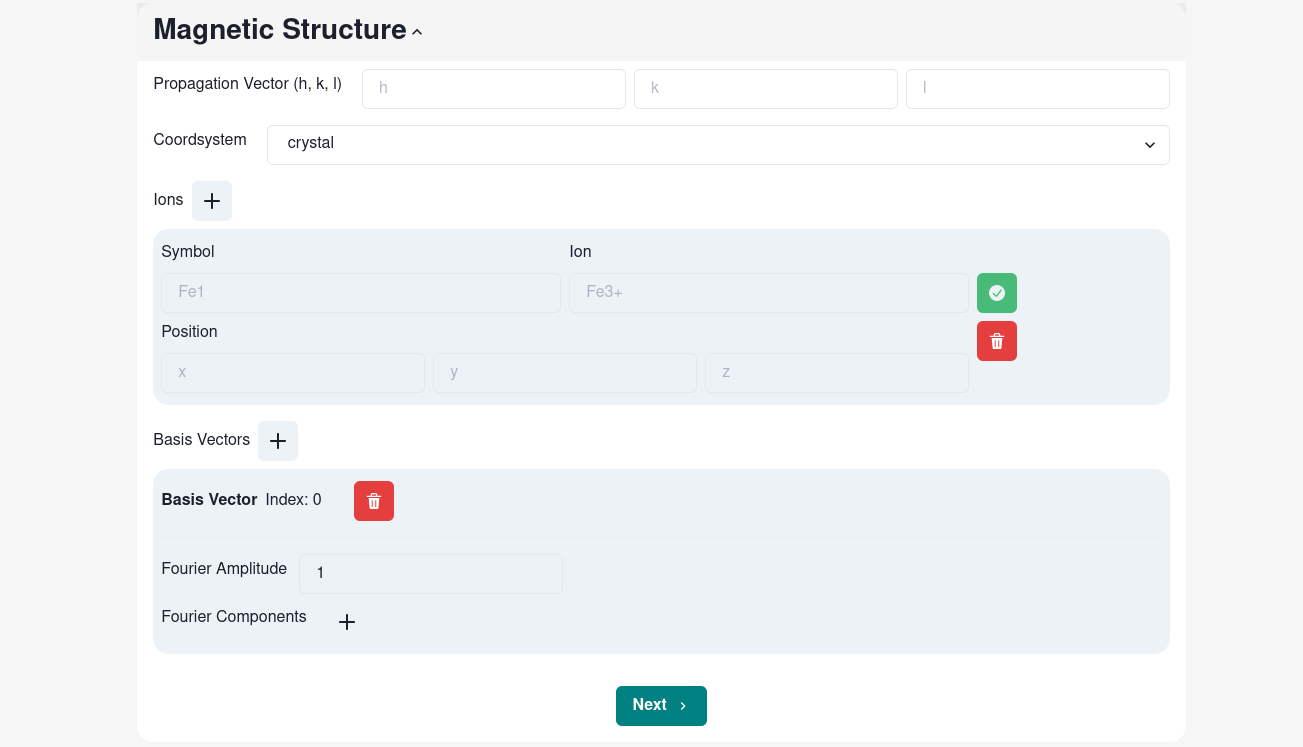 Magnetic Structure
Propagation Vector (h, k, l) h k l
Coordsystem crystal
Ions
Symbol Ion
Fe1 Fe3+
Position
x y z
Basis Vectors
Basis Vector Index: 0
Fourier Amplitude 1
Fourier Components
Next